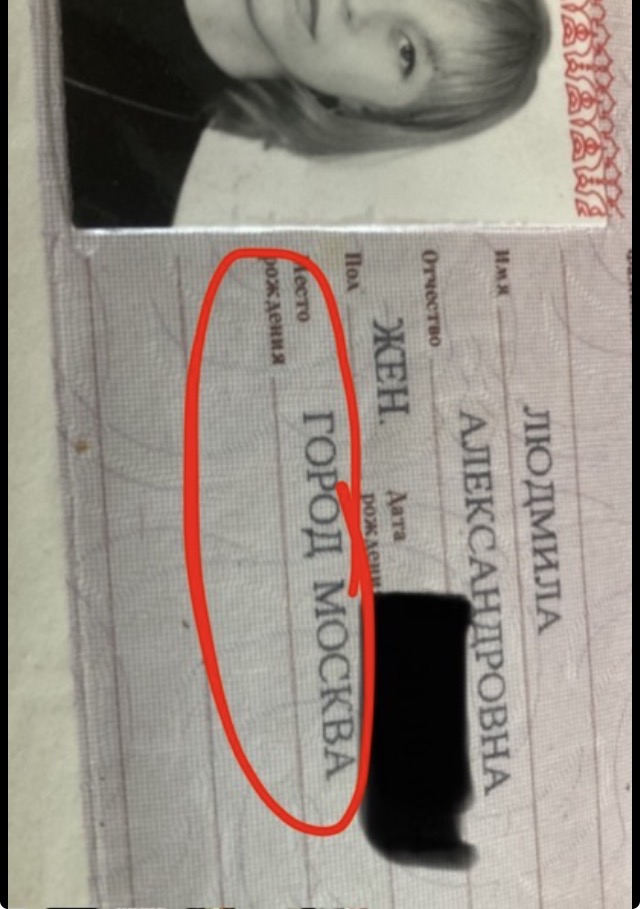 Имя ЛЮДМИЛА
Отчество АЛЕКСАНДРОВНА
Пол ЖЕН. Дата
рождения
Место ГОРОД МОСКВА
рождения